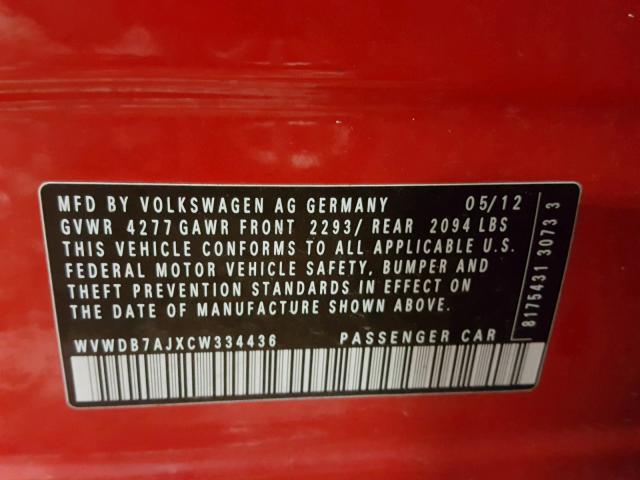 MFD BY VOLKSWAGEN AG GERMANY 05/12
GVWR 4277 GAWR FRONT 2293/ REAR 2094 LBS
THIS VEHICLE CONFORMS TO ALL APPLICABLE U.S.
FEDERAL MOTOR VEHICLE SAFETY, BUMPER AND
THEFT PREVENTION STANDARDS IN EFFECT ON
THE DATE OF MANUFACTURE SHOWN ABOVE.
WVWDB7AJXCW334436 PASSENGER CAR
8175431 3073 3